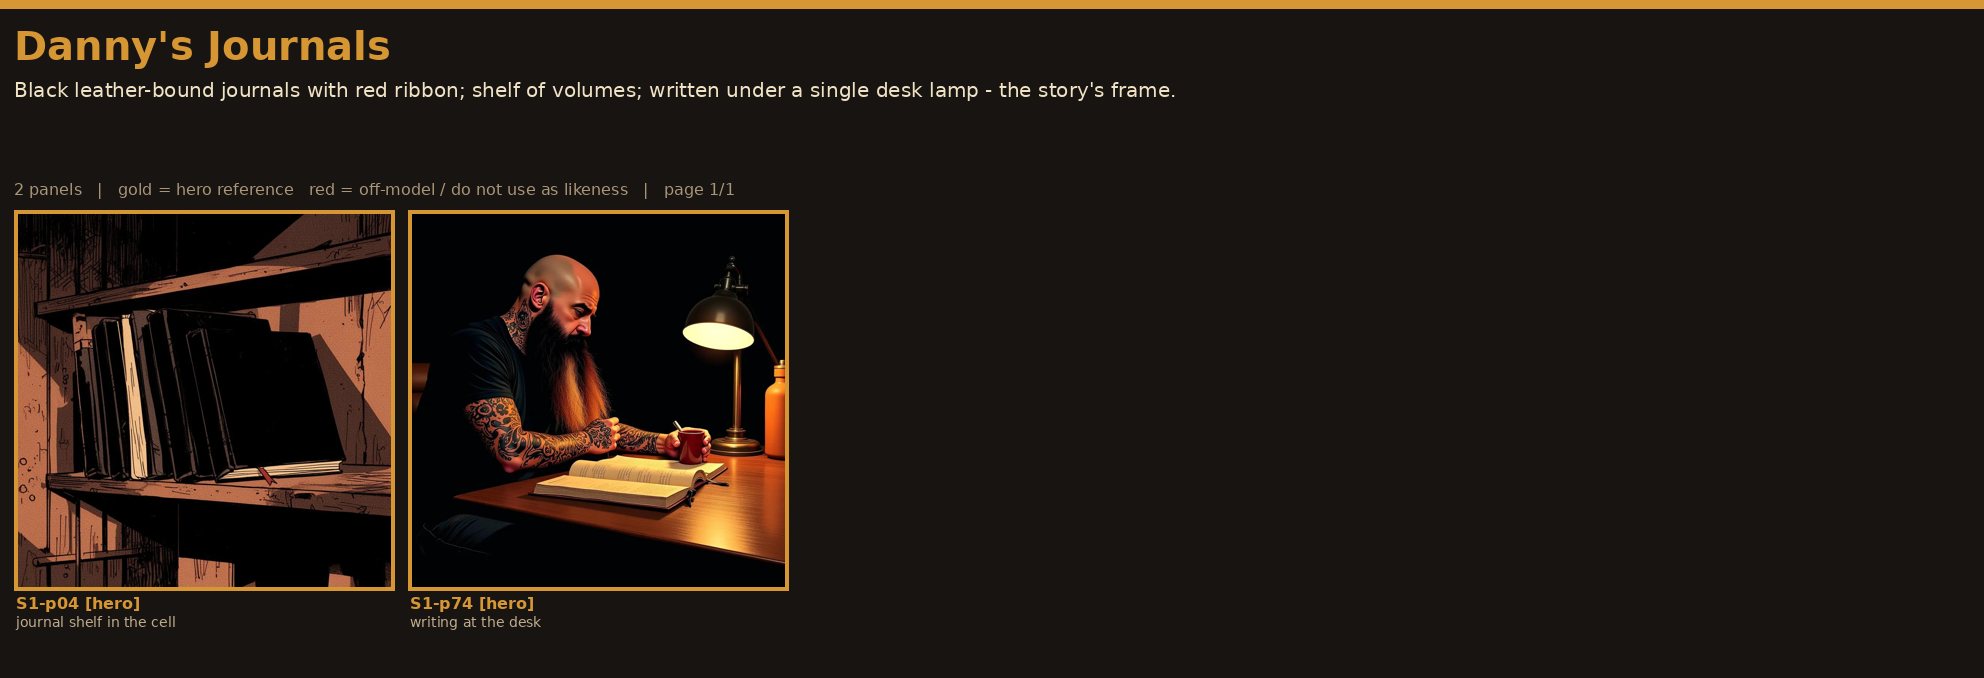 Danny's Journals
Black leather-bound journals with red ribbon; shelf of volumes; written under a single desk lamp - the story's frame.
2 panels | gold = hero reference red = off-model / do not use as likeness | page 1/1
S1-p04 [hero]
journal shelf in the cell
S1-p74 [hero]
writing at the desk